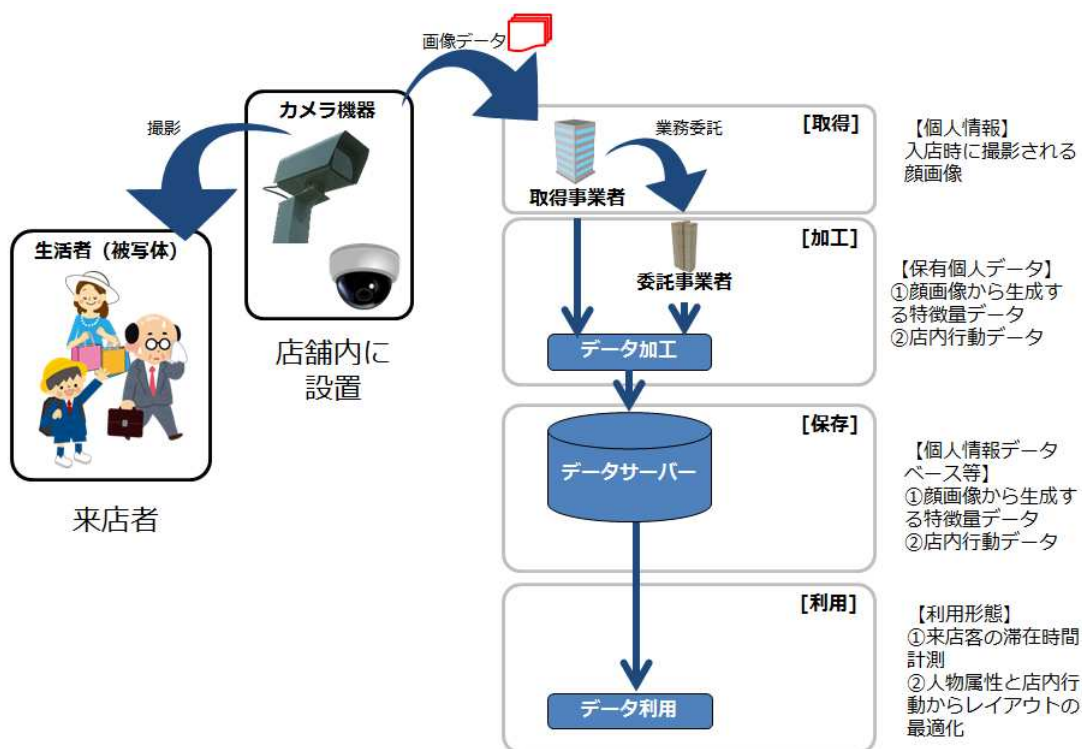 画像データ
カメラ機器
撮影
生活者（被写体）
店舗内に
設置
来店者
[取得]
業務委託
取得事業者
【個人情報】
入店時に撮影される
顔画像
[加工]
委託事業者
データ加工
【保有個人データ】
①顔画像から生成す
る特徴量データ
②店内行動データ
[保存]
データサーバー
【個人情報データ
ベース等】
①顔画像から生成す
る特徴量データ
②店内行動データ
[利用]
データ利用
【利用形態】
①来店客の滞在時間
計測
②人物属性と店内行
動からレイアウトの
最適化